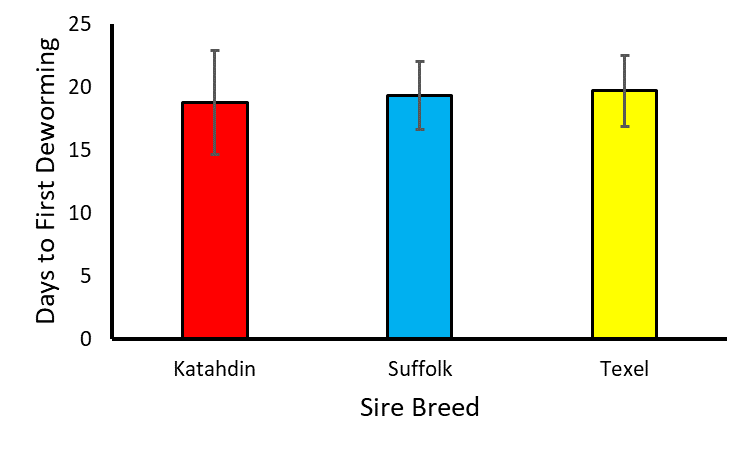 Days to First Deworming
25
20
15
10
5
0
Katahdin
Suffolk
Texel
Sire Breed